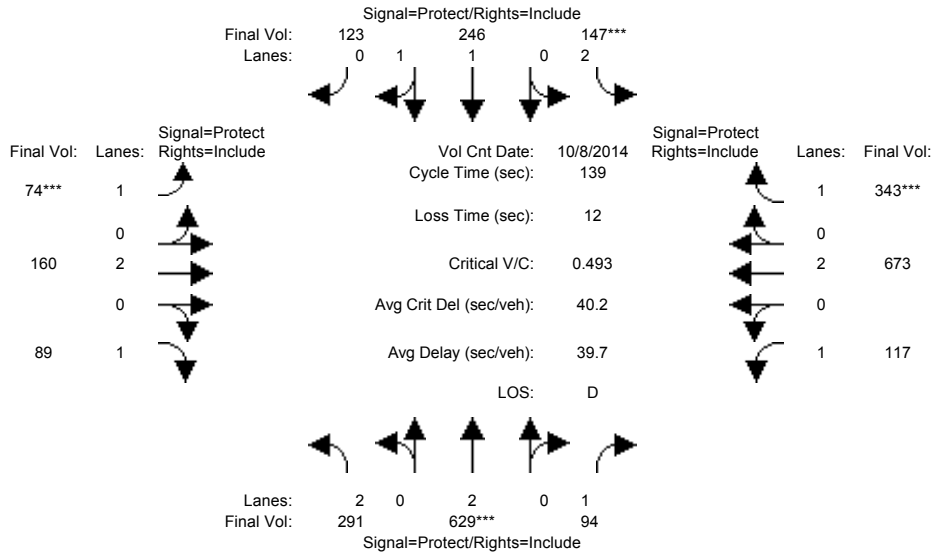 Signal=Protect/Rights=Include
Final Vol: 123 246 147***
Lanes: 0 1 1 0 2
Signal=Protect Signal=Protect
Final Vol: Lanes: Rights=Include Vol Cnt Date: 10/8/2014 Rights=Include Lanes: Final Vol:
Cycle Time (sec): 139
74*** 1 1 343***
Loss Time (sec): 12
0 0
160 2 Critical V/C: 0.493 2 673
0 Avg Crit Del (sec/veh): 40.2 0
89 1 Avg Delay (sec/veh): 39.7 1 117
LOS: D
Lanes: 2 0 2 0 1
Final Vol: 291 629*** 94
Signal=Protect/Rights=Include